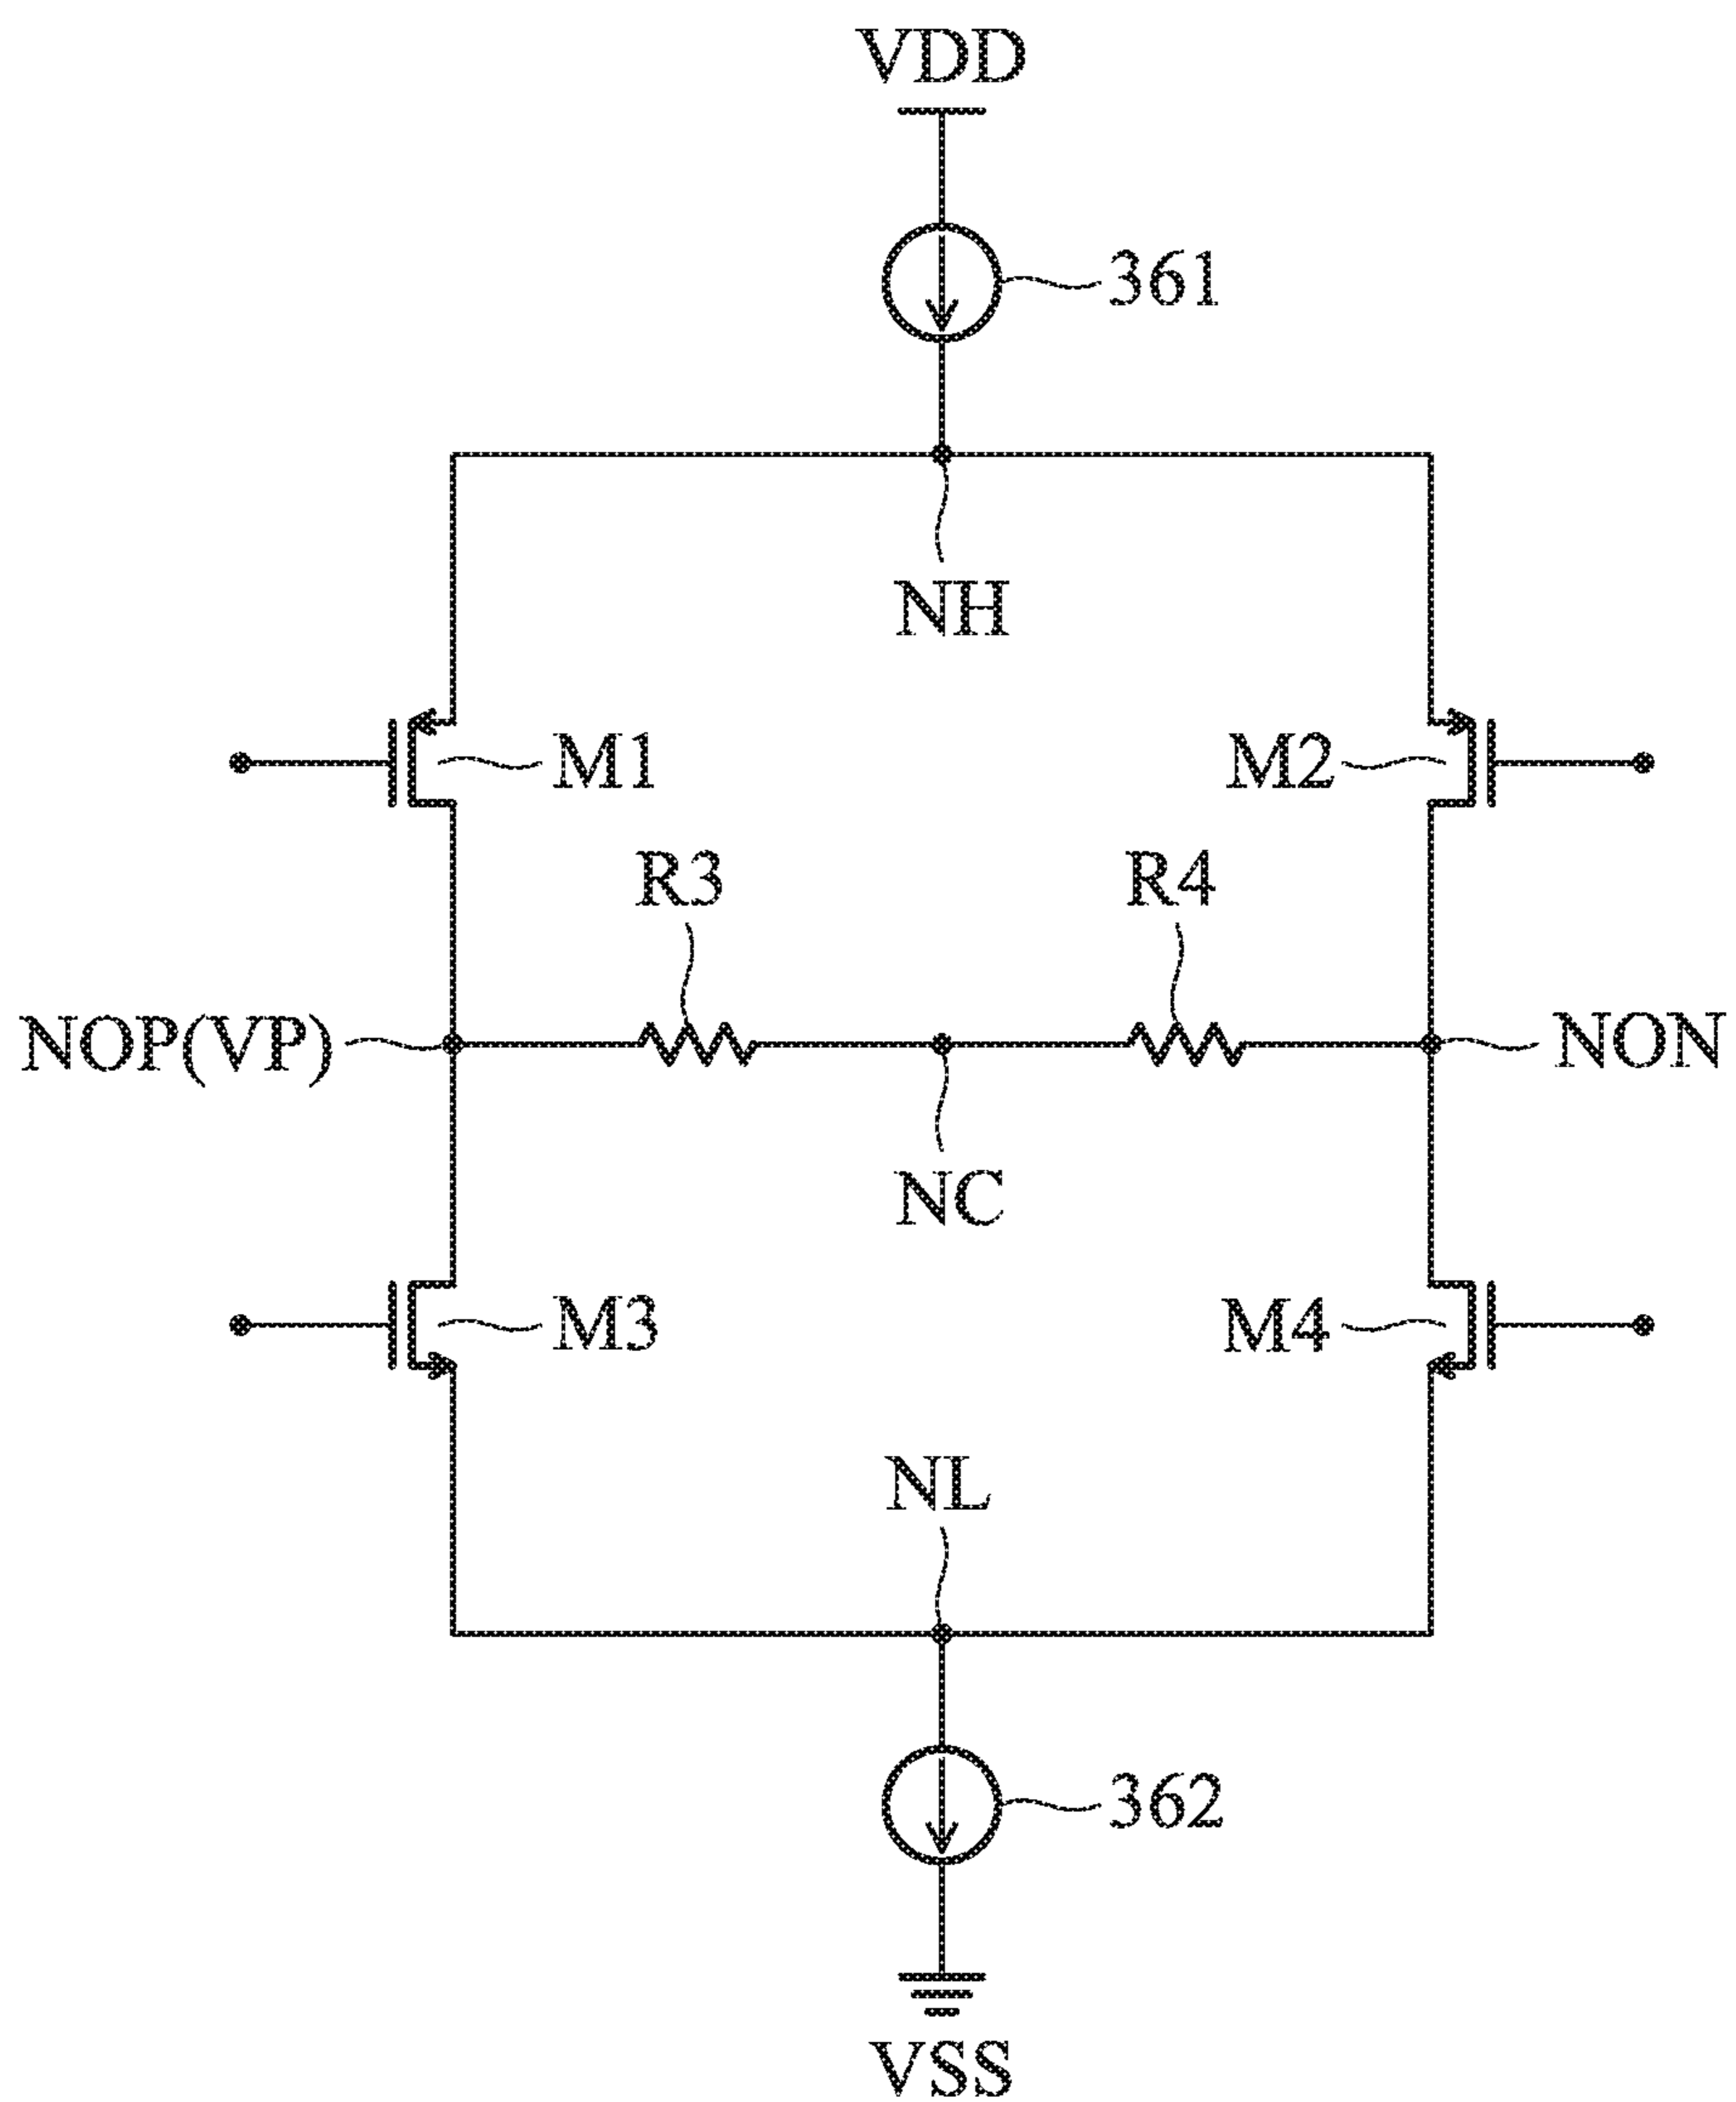 VDD
361
NH
M1
M2
R3
R4
NOP(VP)
NON
NC
M3
M4
NL
362
VSS